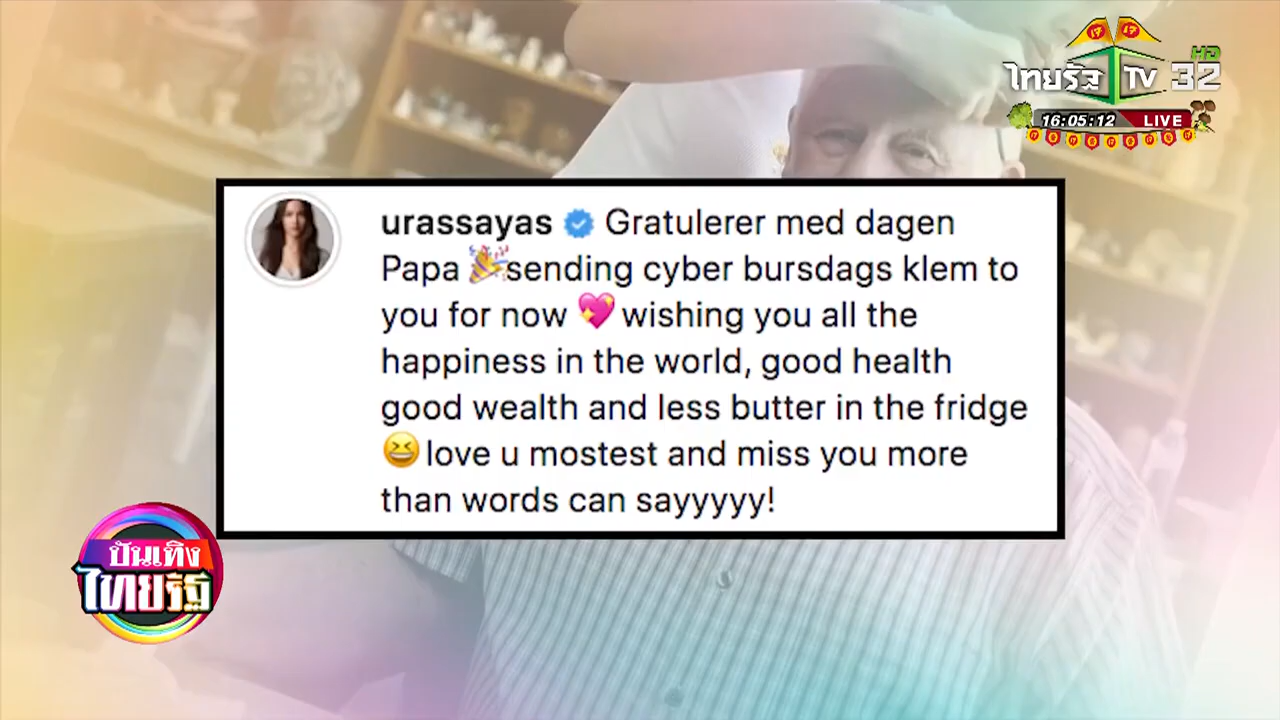 ไทยรัฐ TV 32 HD
16:05:12 LIVE
urassayas Gratulerer med dagen
Papa 🎉sending cyber bursdags klem to
you for now 💖 wishing you all the
happiness in the world, good health
good wealth and less butter in the fridge
😆 love u mostest and miss you more
than words can sayyyyy!
บันเทิง
ไทยรัฐ